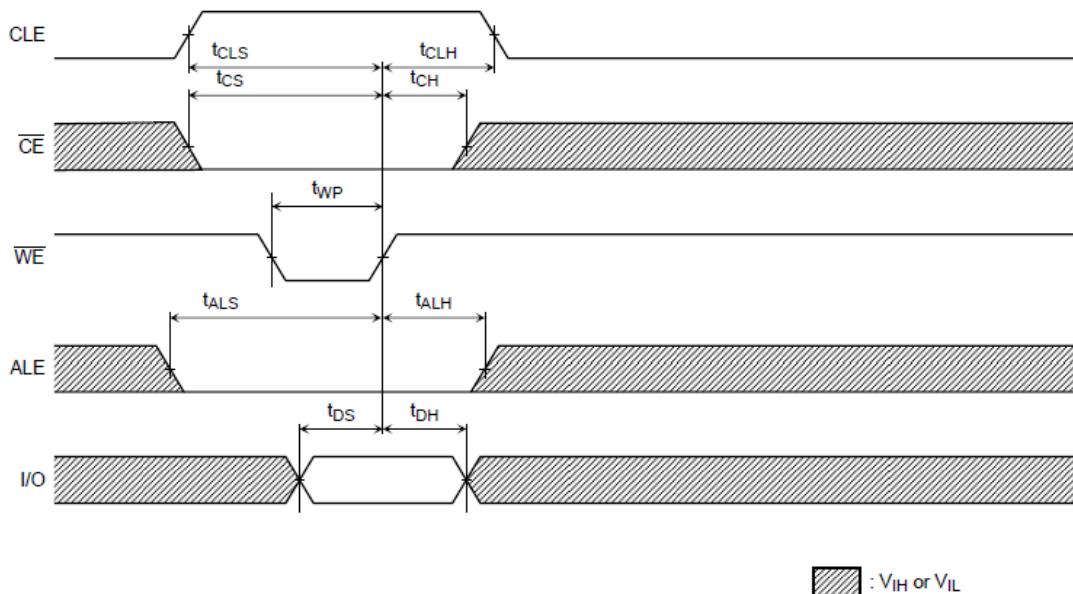 CLE
tCLS
tCLH
tCS
tCH
CE
tWP
WE
tALS
tALH
ALE
tDS
tDH
I/O
: VIH or VIL